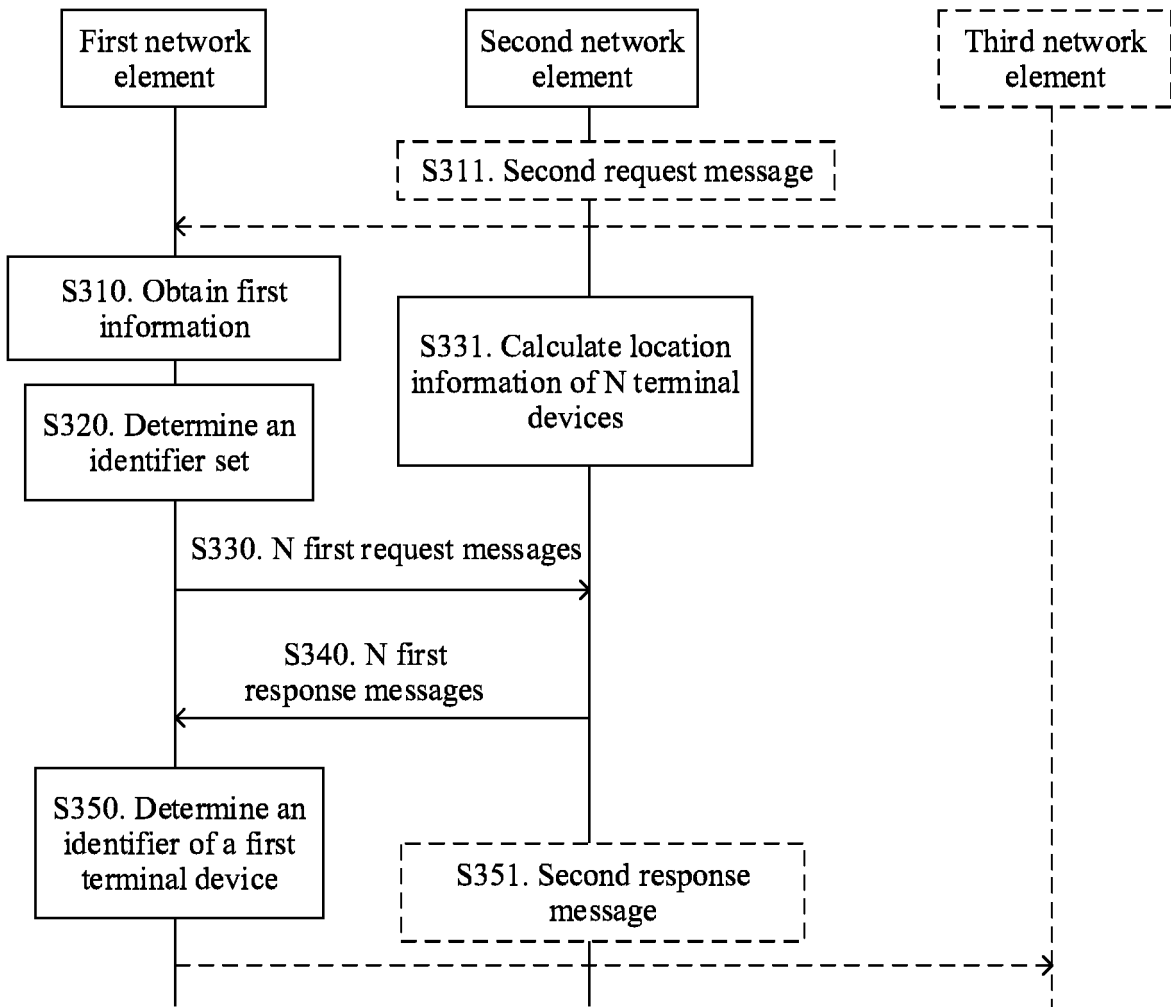 First network
element
Second network
element
Third network
element
S311. Second request message
S310. Obtain first
information
S331. Calculate location
information of N terminal
devices
S320. Determine an
identifier set
S330. N first request messages
S340. N first
response messages
S350. Determine an
identifier of a first
terminal device
S351. Second response
message